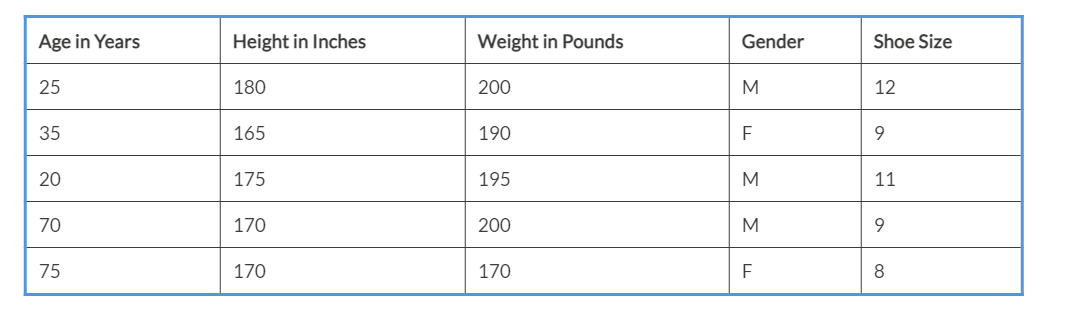 Age in Years Height in Inches Weight in Pounds Gender Shoe Size
25 180 200 M 12
35 165 190 F 9
20 175 195 M 11
70 170 200 M 9
75 170 170 F 8